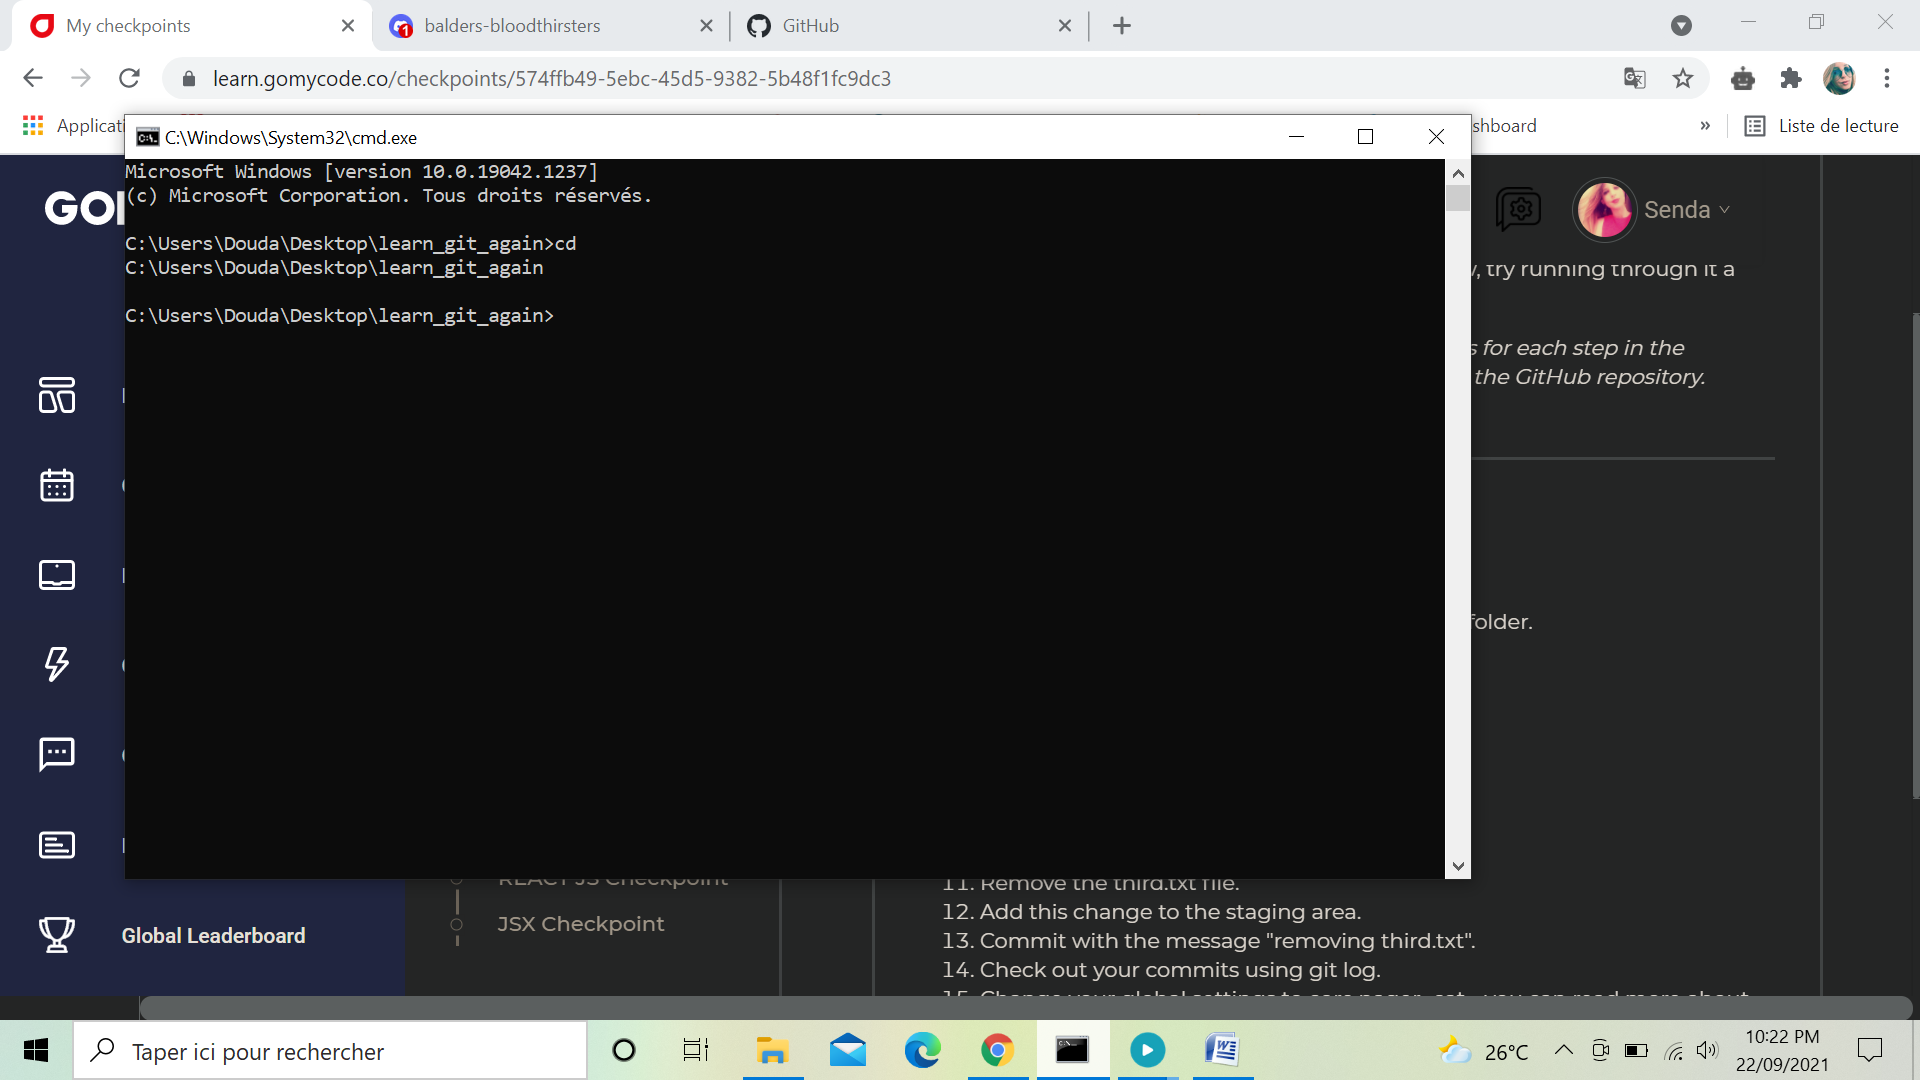 My checkpoints
balders-bloodthirsters
GitHub
learn.gomycode.co/checkpoints/574ffb49-5ebc-45d5-9382-5b48f1fc9dc3
Applicati
shboard
»
Liste de lecture
C:\Windows\System32\cmd.exe
Microsoft Windows [version 10.0.19042.1237]
(c) Microsoft Corporation. Tous droits réservés.
C:\Users\Douda\Desktop\learn_git_again>cd
C:\Users\Douda\Desktop\learn_git_again
C:\Users\Douda\Desktop\learn_git_again>
GO
Senda
, try running through it a
s for each step in the
the GitHub repository.
folder.
REACT JS Checkpoint
JSX Checkpoint
Global Leaderboard
11. Remove the third.txt file.
12. Add this change to the staging area.
13. Commit with the message "removing third.txt".
14. Check out your commits using git log.
Taper ici pour rechercher
26°C
10:22 PM
22/09/2021